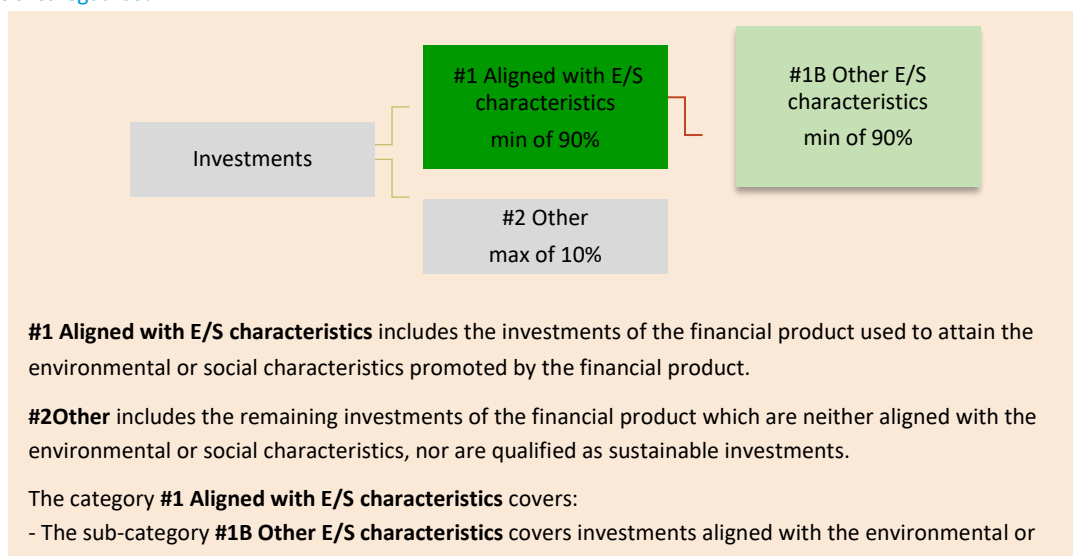 Investments
#1 Aligned with E/S
characteristics
min of 90%
#1B Other E/S
characteristics
min of 90%
#2 Other
max of 10%
#1 Aligned with E/S characteristics includes the investments of the financial product used to attain the
environmental or social characteristics promoted by the financial product.
#2Other includes the remaining investments of the financial product which are neither aligned with the
environmental or social characteristics, nor are qualified as sustainable investments.
The category #1 Aligned with E/S characteristics covers:
- The sub-category #1B Other E/S characteristics covers investments aligned with the environmental or